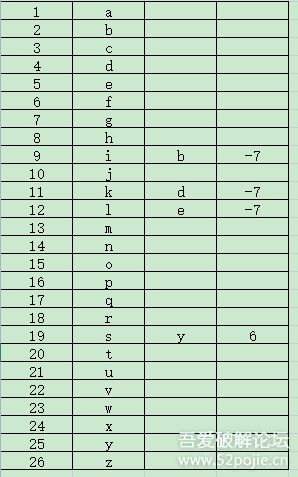 1 a
2 b
3 c
4 d
5 e
6 f
7 g
8 h
9 i b -7
10 j
11 k d -7
12 l e -7
13 m
14 n
15 o
16 p
17 q
18 r
19 s y 6
20 t
21 u
22 v
23 w
24 x
25 y
26 z
吾爱破解论坛
www.52pojie.cn